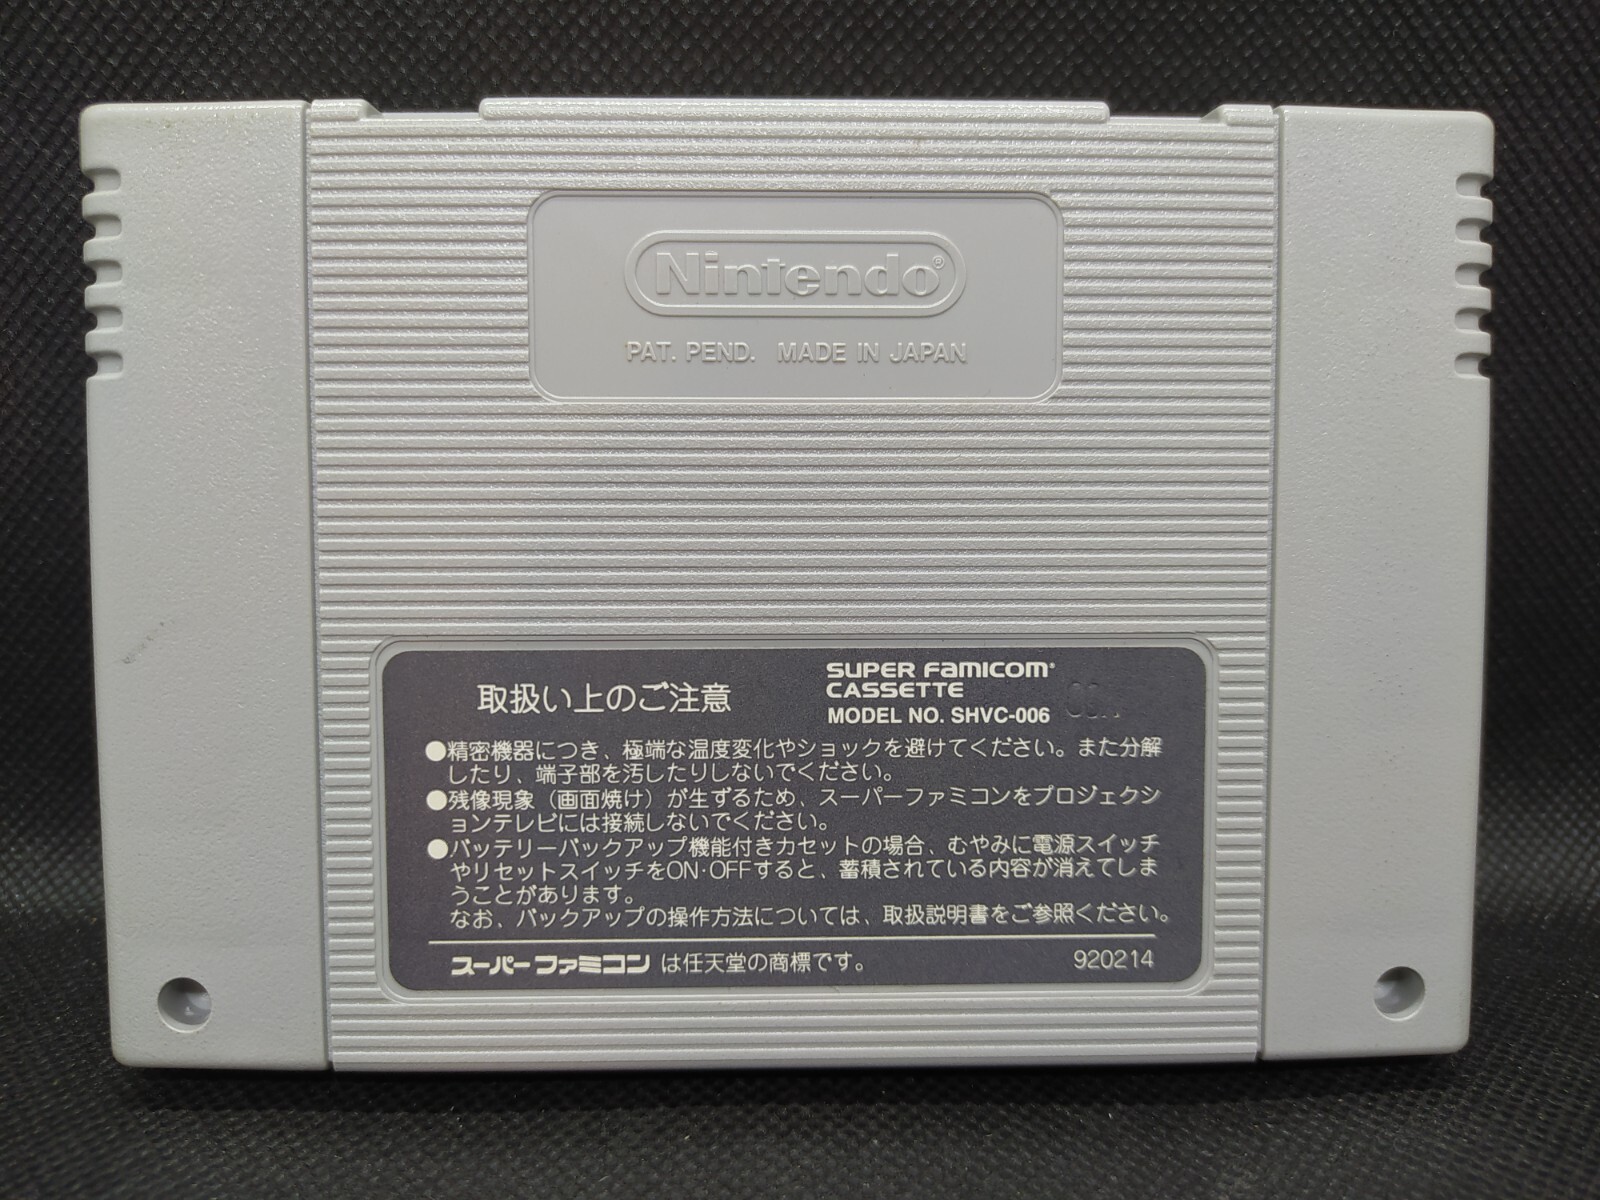 Nintendo®
PAT. PEND. MADE IN JAPAN
取扱い上のご注意
SUPER FAMICOM®
CASSETTE
MODEL NO. SHVC-006
●精密機器につき、極端な温度変化やショックを避けてください。また分解
したり、端子部を汚したりしないでください。
●残像現象（画面焼け）が生ずるため、スーパーファミコンをプロジェクシ
ョンテレビには接続しないでください。
●バッテリーバックアップ機能付きカセットの場合、むやみに電源スイッチ
やリセットスイッチをON・OFFすると、蓄積されている内容が消えてしま
うことがあります。
なお、バックアップの操作方法については、取扱説明書をご参照ください。
スーパーファミコン は任天堂の商標です。
920214